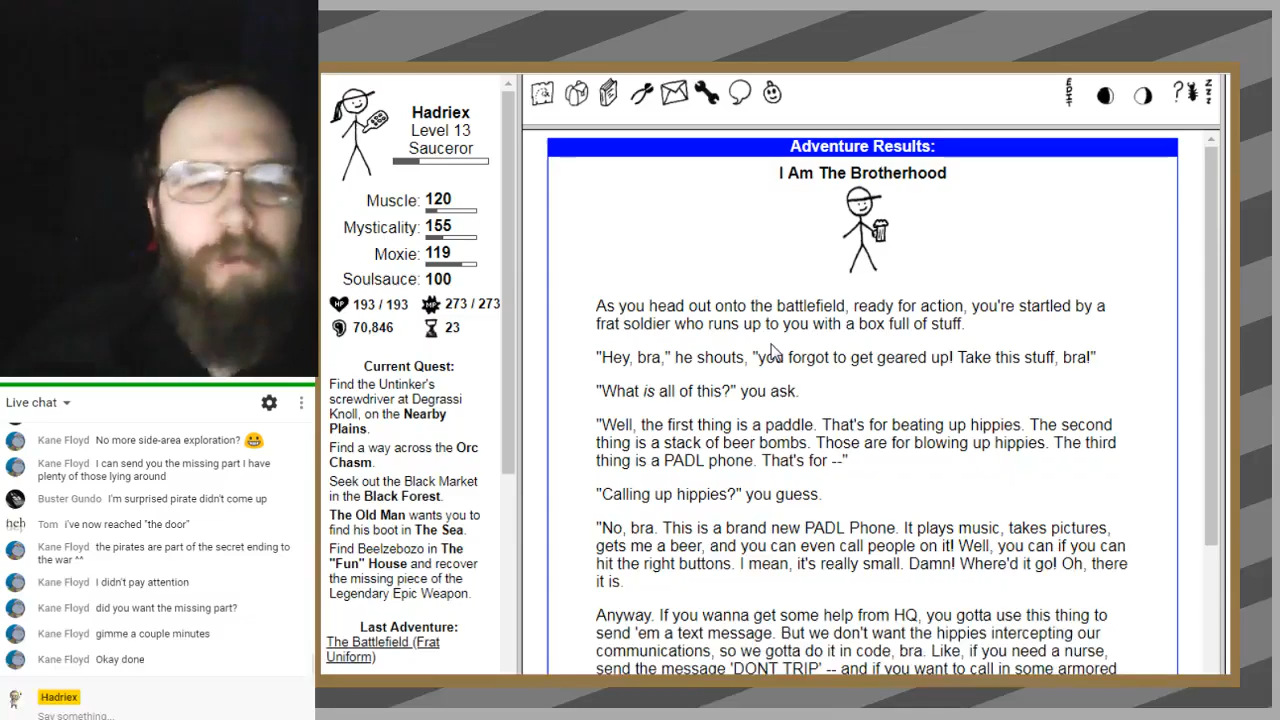 Hadriex
Level 13
Sauceror
Muscle: 120
Mysticality: 155
Moxie: 119
Soulsauce: 100
HP 193 / 193 MP 273 / 273
70,846 23
Current Quest:
Find the Untinker's
screwdriver at Degrassi
Knoll, on the Nearby
Plains.
Find a way across the Orc
Chasm.
Seek out the Black Market
in the Black Forest.
The Old Man wants you to
find his boot in The Sea.
Find Beelzebozo in The
"Fun" House and recover
the missing piece of the
Legendary Epic Weapon.
Last Adventure:
The Battlefield (Frat
Uniform)
EDIT ? ZZZ
Adventure Results:
I Am The Brotherhood
As you head out onto the battlefield, ready for action, you're startled by a
frat soldier who runs up to you with a box full of stuff.
"Hey, bra," he shouts, "you forgot to get geared up! Take this stuff, bra!"
"What is all of this?" you ask.
"Well, the first thing is a paddle. That's for beating up hippies. The second
thing is a stack of beer bombs. Those are for blowing up hippies. The third
thing is a PADL phone. That's for --"
"Calling up hippies?" you guess.
"No, bra. This is a brand new PADL Phone. It plays music, takes pictures,
gets me a beer, and you can even call people on it! Well, you can if you can
hit the right buttons. I mean, it's really small. Damn! Where'd it go! Oh, there
it is.
Anyway. If you wanna get some help from HQ, you gotta use this thing to
send 'em a text message. But we don't want the hippies intercepting our
communications, so we gotta do it in code, bra. Like, if you need a nurse,
send the message 'DONT TRIP' -- and if you want to call in some armored
Live chat
Kane Floyd No more side-area exploration?
Kane Floyd I can send you the missing part I have
plenty of those lying around
Buster Gundo I'm surprised pirate didn't come up
heh Tom i've now reached "the door"
Kane Floyd the pirates are part of the secret ending to
the war ^^
Kane Floyd I didn't pay attention
Kane Floyd did you want the missing part?
Kane Floyd gimme a couple minutes
Kane Floyd Okay done
Hadriex
Say something...